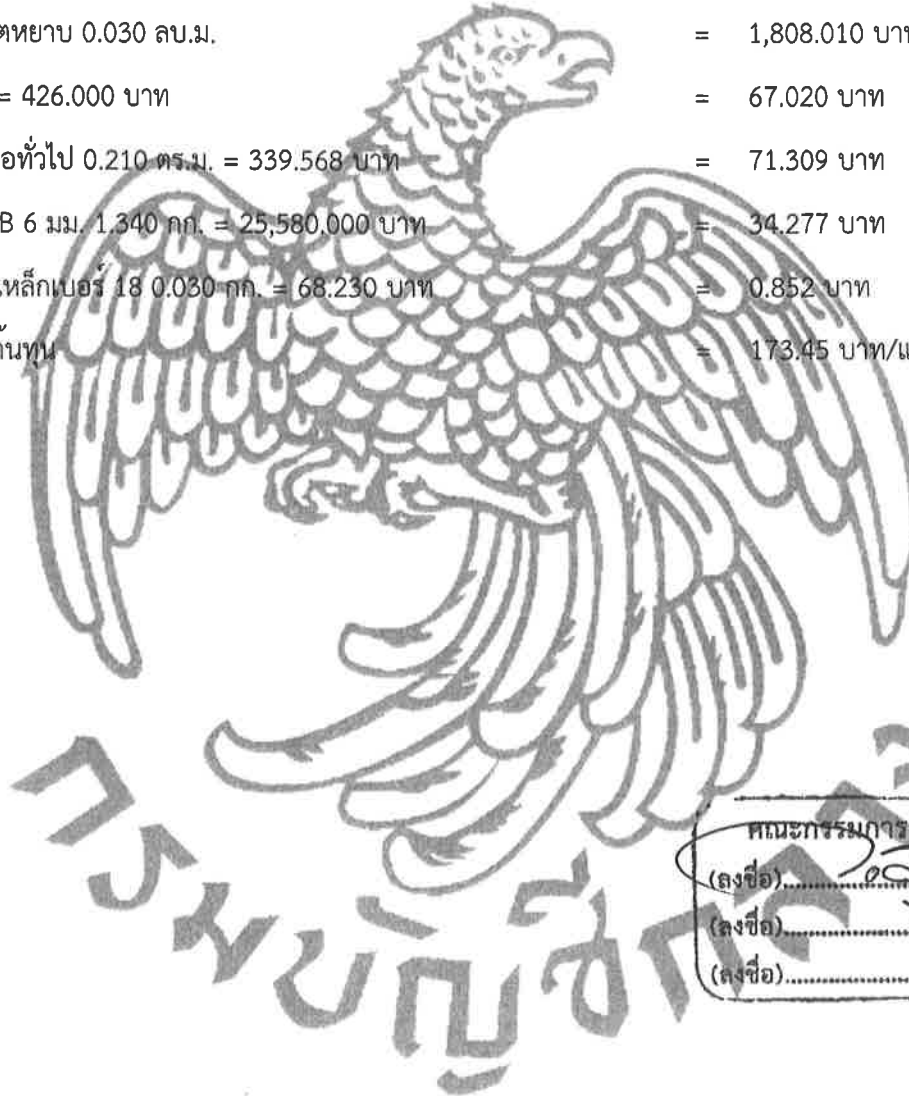 ตหยาบ 0.030 ลบ.ม. = 1,808.010 บาท
= 426.000 บาท = 67.020 บาท
อทั่วไป 0.210 ตร.ม. = 339.568 บาท = 71.309 บาท
B 6 มม. 1.340 กก. = 25,580.000 บาท = 34.277 บาท
เหล็กเบอร์ 18 0.030 กก. = 68.230 บาท = 0.852 บาท
ต้นทุน = 173.45 บาท/แ
คณะกรรมการ
(ลงชื่อ)
(ลงชื่อ)
(ลงชื่อ)
กรมบัญชีกลาง